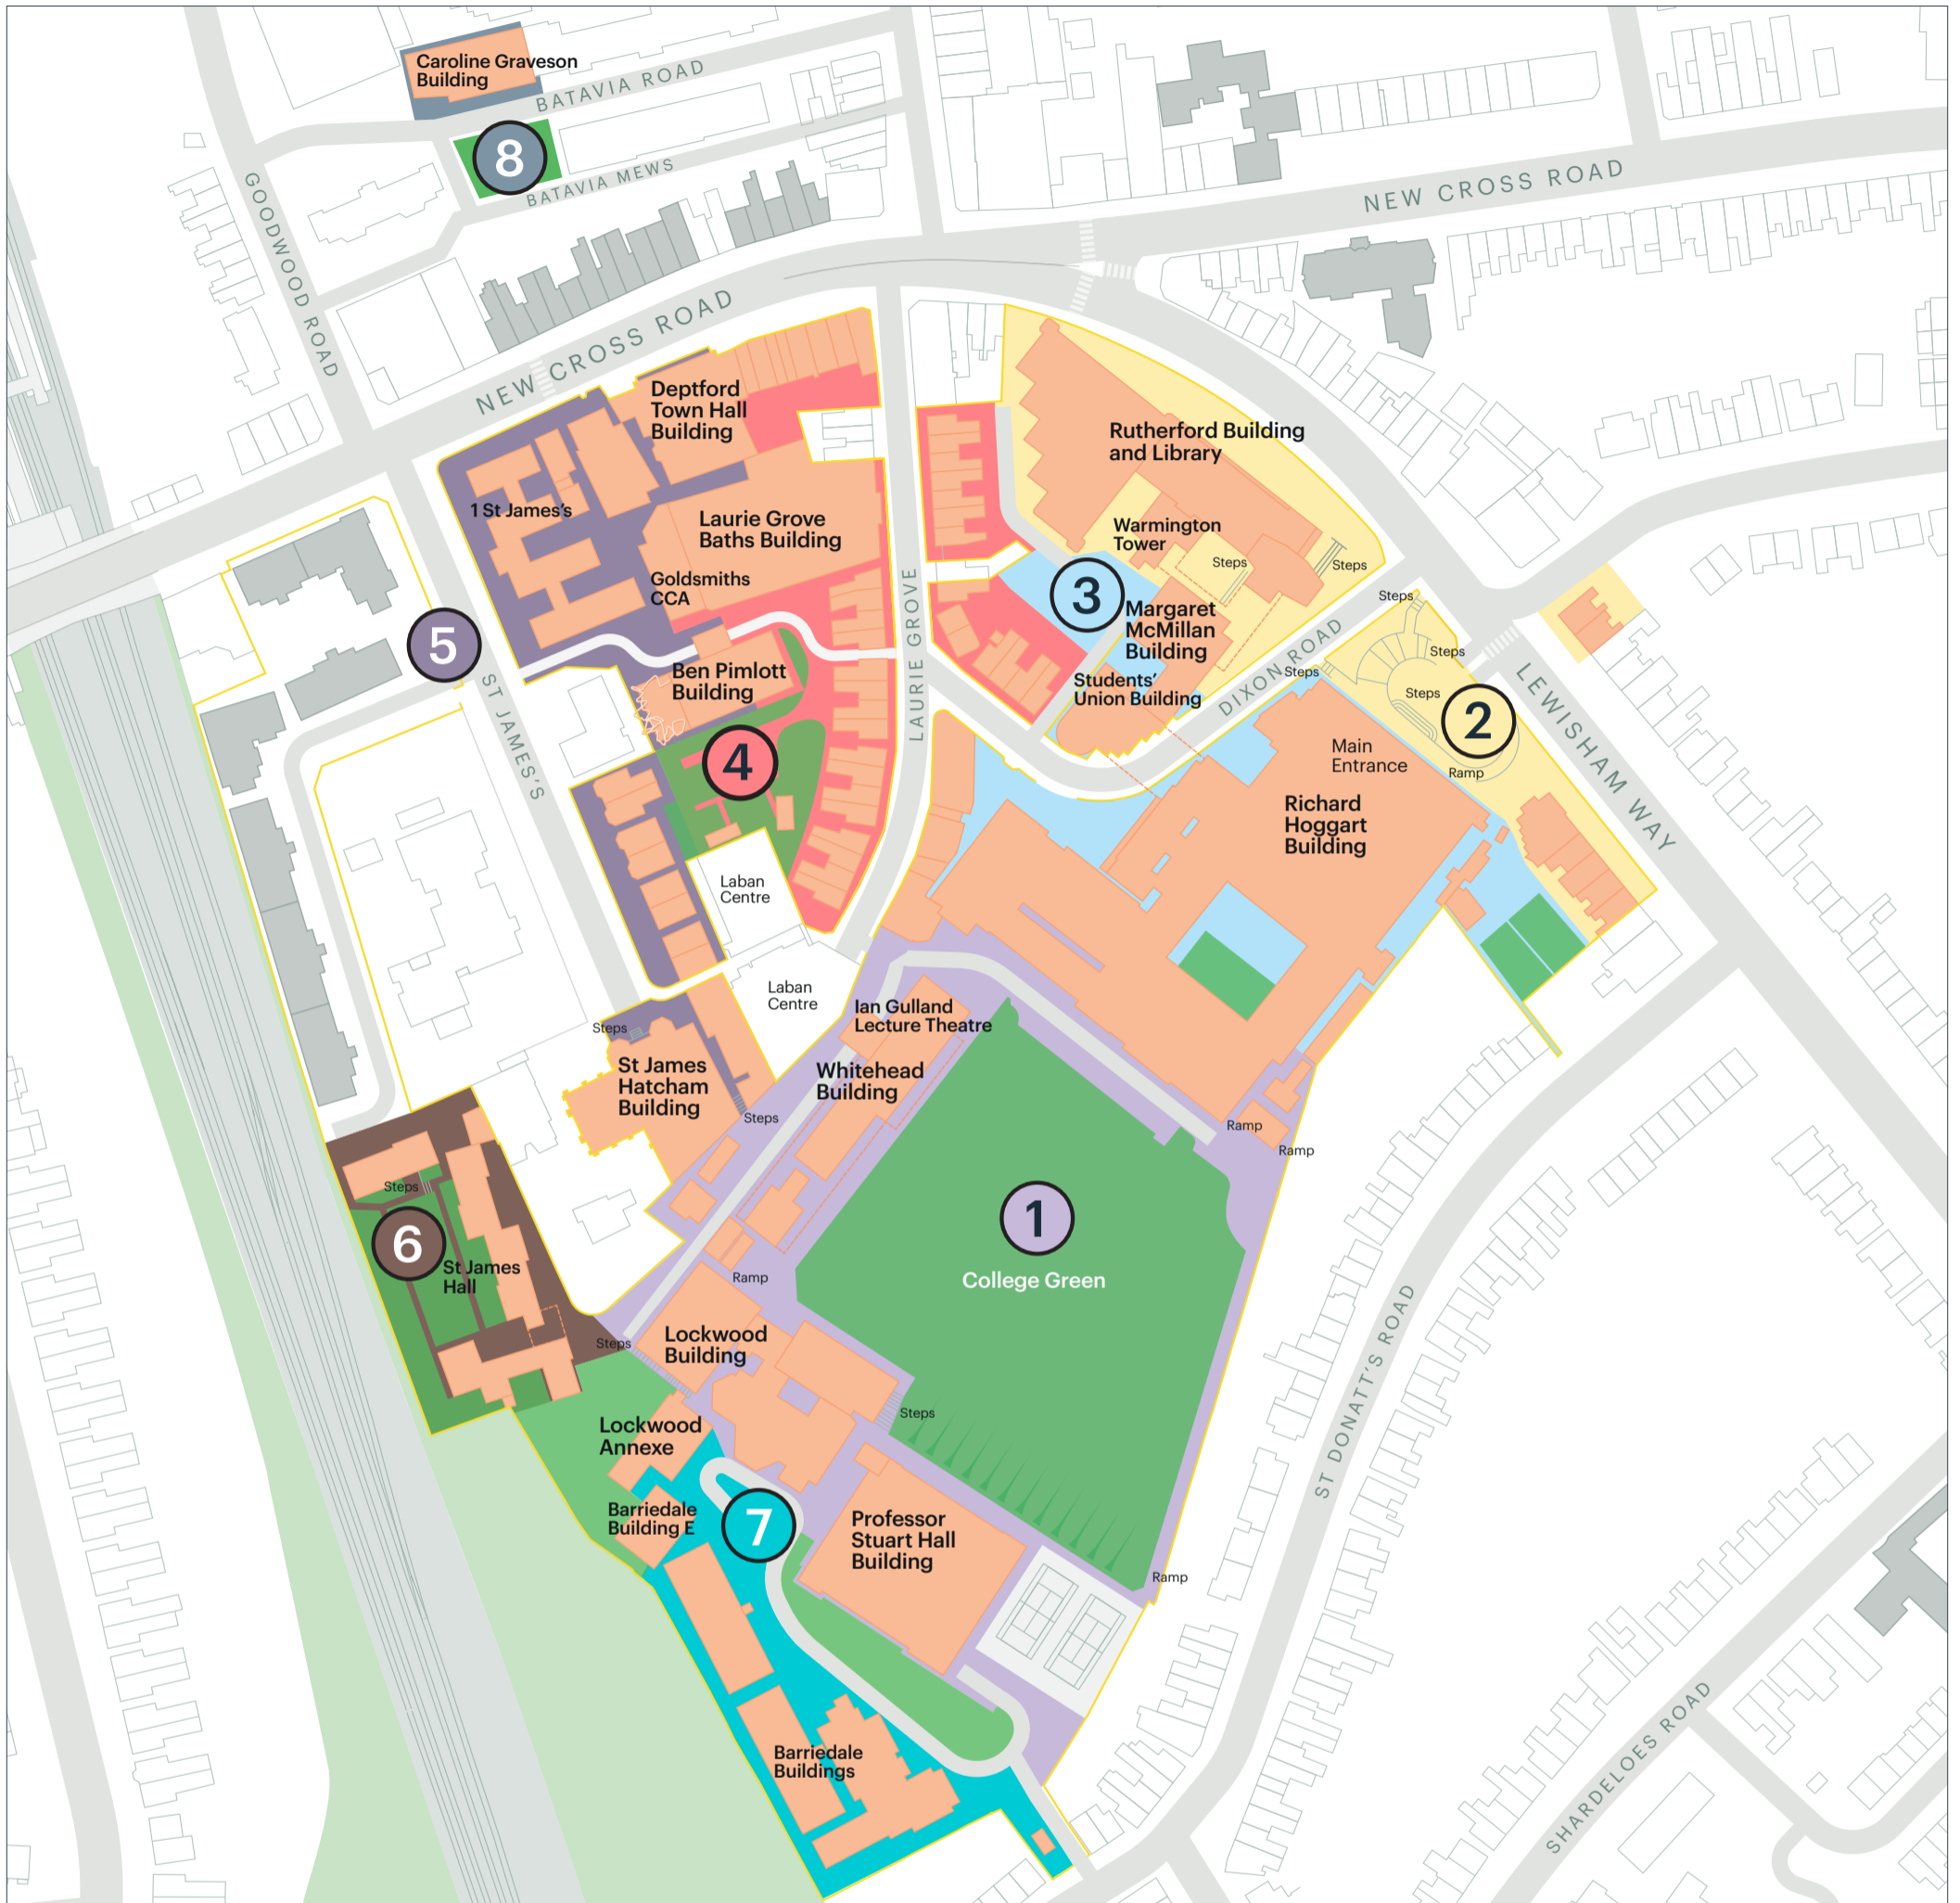 Caroline Graveson
Building
BATAVIA ROAD
8
BATAVIA MEWS
GOODWOOD ROAD
NEW CROSS ROAD
NEW CROSS ROAD
Deptford
Town Hall
Building
1 St James's
Laurie Grove
Baths Building
Goldsmiths
CCA
Rutherford Building
and Library
Warmington
Tower
Steps
Steps
3
Margaret
McMillan
Building
Students'
Union Building
LAURIE GROVE
DIXON ROAD
Steps
Steps
Steps
Steps
2
Ramp
LEWISHAM WAY
5
ST JAMES'S
Ben Pimlott
Building
4
Main
Entrance
Richard
Hoggart
Building
Laban
Centre
Laban
Centre
Ian Gulland
Lecture Theatre
Steps
St James
Hatcham
Building
Whitehead
Building
Steps
Ramp
Ramp
Steps
6
St James
Hall
1
College Green
Ramp
Steps
Lockwood
Building
Steps
Lockwood
Annexe
Barriedale
Building E
7
Professor
Stuart Hall
Building
Ramp
ST DONATT'S ROAD
Barriedale
Buildings
SHARDELOES ROAD